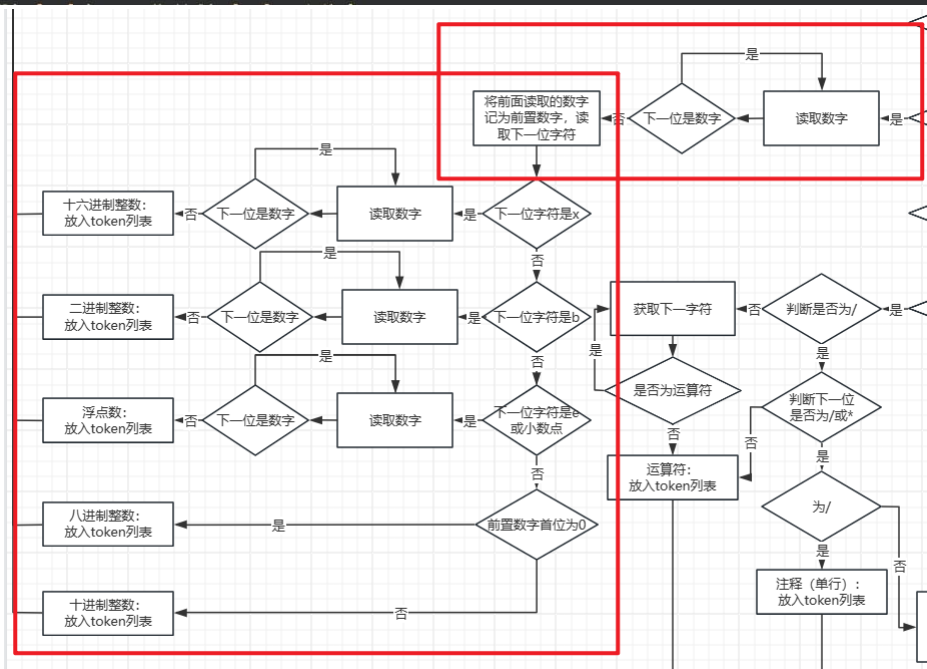 是
将前面读取的数字
记为前置数字，读
取下一位字符
否
下一位是数字
读取数字
是
是
十六进制整数：
放入token列表
否
下一位是数字
读取数字
是
下一位字符是x
否
是
二进制整数：
放入token列表
否
下一位是数字
读取数字
是
下一位字符是b
否
获取下一字符
否
判断是否为/
是
是
是
浮点数：
放入token列表
否
下一位是数字
读取数字
是
下一位字符是e
或小数点
否
是
是否为运算符
否
判断下一位
是否为/或*
否
是
运算符：
放入token列表
八进制整数：
放入token列表
是
前置数字首位为0
为/
是
否
注释（单行）：
放入token列表
十进制整数：
放入token列表
否